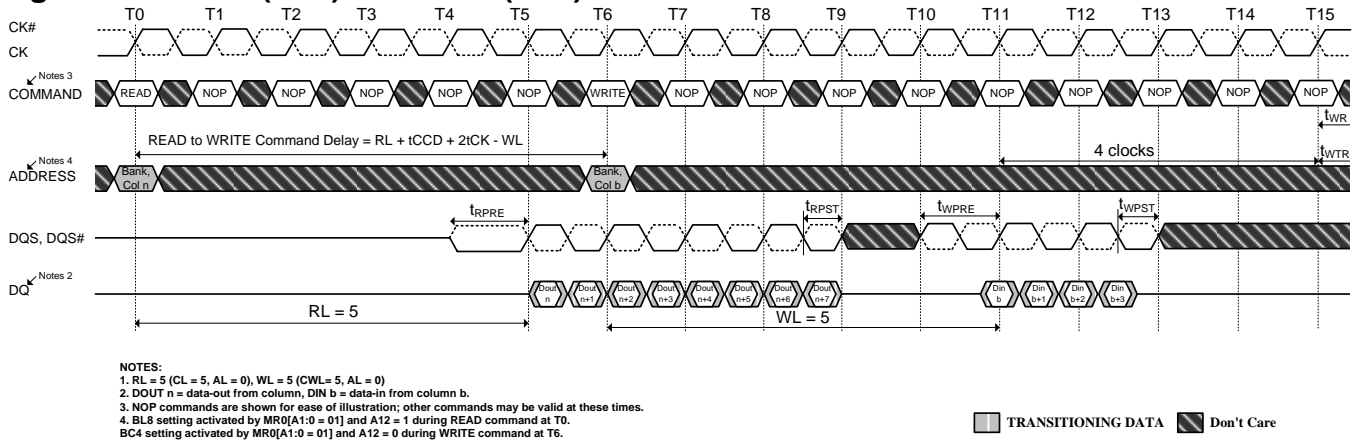 T0 T1 T2 T3 T4 T5 T6 T7 T8 T9 T10 T11 T12 T13 T14 T15
CK#
CK
Notes 3
COMMAND
READ NOP NOP NOP NOP NOP WRITE NOP NOP NOP NOP NOP NOP NOP NOP NOP
tWR
READ to WRITE Command Delay = RL + tCCD + 2tCK - WL
4 clocks
tWTR
Notes 4
ADDRESS
Bank, Col n
Bank, Col b
tRPRE tRPST tWPRE tWPST
DQS, DQS#
Notes 2
DQ
Dout n Dout n+1 Dout n+2 Dout n+3 Dout n+4 Dout n+5 Dout n+6 Dout n+7 Din b Din b+1 Din b+2 Din b+3
RL = 5
WL = 5
NOTES:
1. RL = 5 (CL = 5, AL = 0), WL = 5 (CWL= 5, AL = 0)
2. DOUT n = data-out from column, DIN b = data-in from column b.
3. NOP commands are shown for ease of illustration; other commands may be valid at these times.
4. BL8 setting activated by MR0[A1:0 = 01] and A12 = 1 during READ command at T0.
BC4 setting activated by MR0[A1:0 = 01] and A12 = 0 during WRITE command at T6.
TRANSITIONING DATA
Don't Care